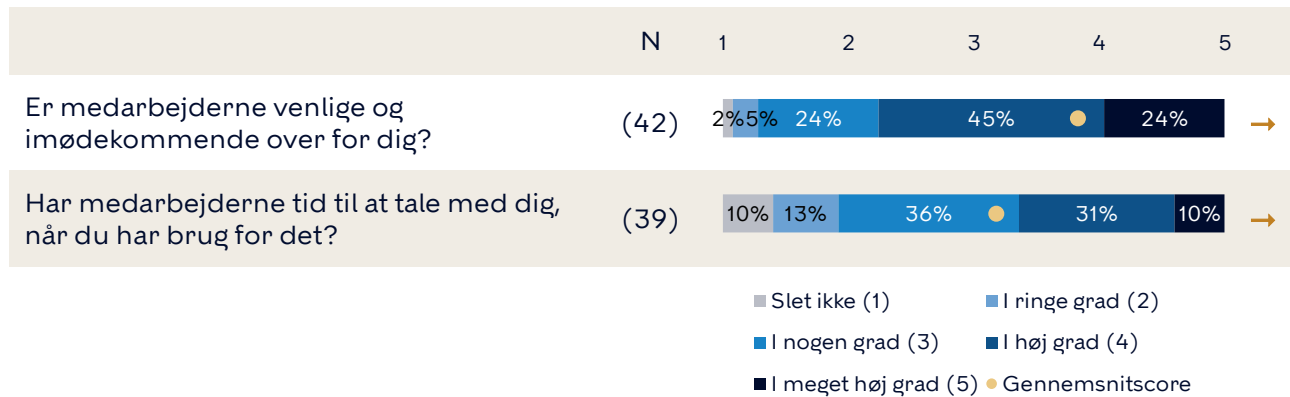 N 1 2 3 4 5
Er medarbejderne venlige og
imødekommende over for dig?
(42) 2% 5% 24% 45% 24% →
Har medarbejderne tid til at tale med dig,
når du har brug for det?
(39) 10% 13% 36% 31% 10% →
Slet ikke (1) I ringe grad (2)
I nogen grad (3) I høj grad (4)
I meget høj grad (5) Gennemsnitscore